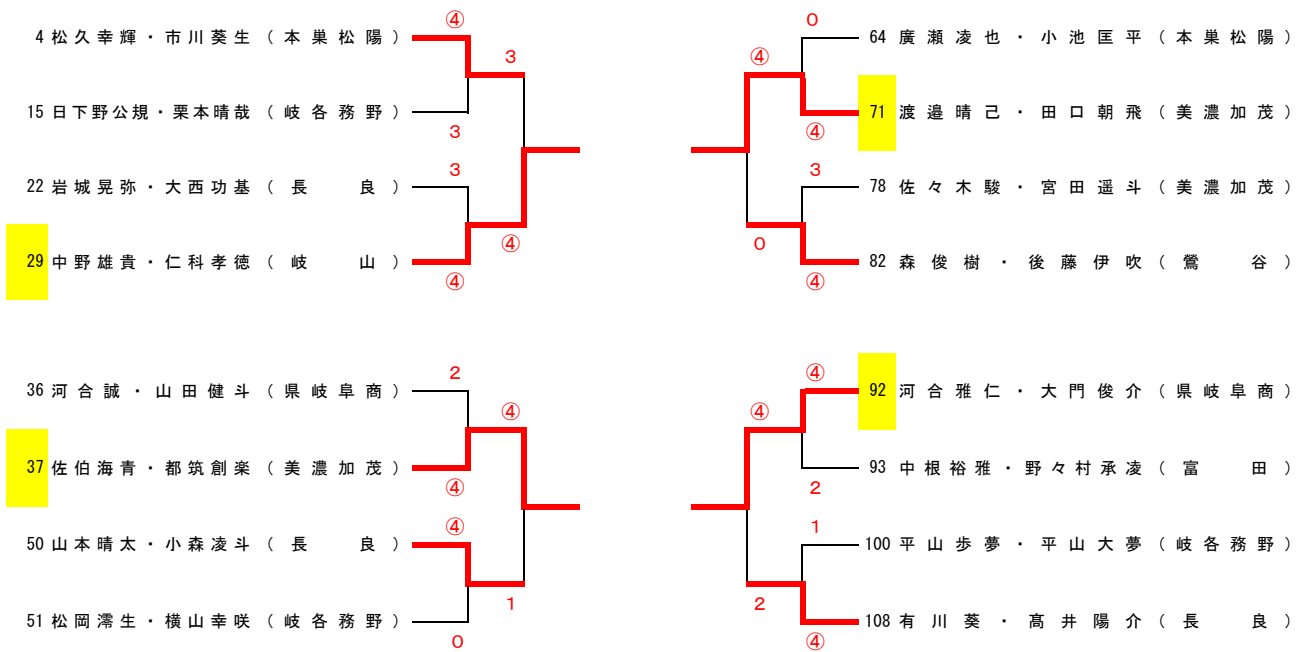 ④
4 松久幸輝・市川葵生（本巣松陽）
3
15 日下野公規・栗本晴哉（岐各務野）
3
3
22 岩城晃弥・大西功基（長　　良）
④
29 中野雄貴・仁科孝徳（岐　　山）
④
2
36 河合誠・山田健斗（県岐阜商）
④
37 佐伯海青・都筑創楽（美濃加茂）
④
④
50 山本晴太・小森凌斗（長　　良）
1
51 松岡澪生・横山幸咲（岐各務野）
0
0
64 廣瀬凌也・小池匡平（本巣松陽）
④
71 渡邉晴己・田口朝飛（美濃加茂）
④
3
78 佐々木駿・宮田遥斗（美濃加茂）
0
82 森俊樹・後藤伊吹（鶯　　谷）
④
④
92 河合雅仁・大門俊介（県岐阜商）
④
93 中根裕雅・野々村承凌（富　　田）
2
1
100 平山歩夢・平山大夢（岐各務野）
2
108 有川葵・髙井陽介（長　　良）
④